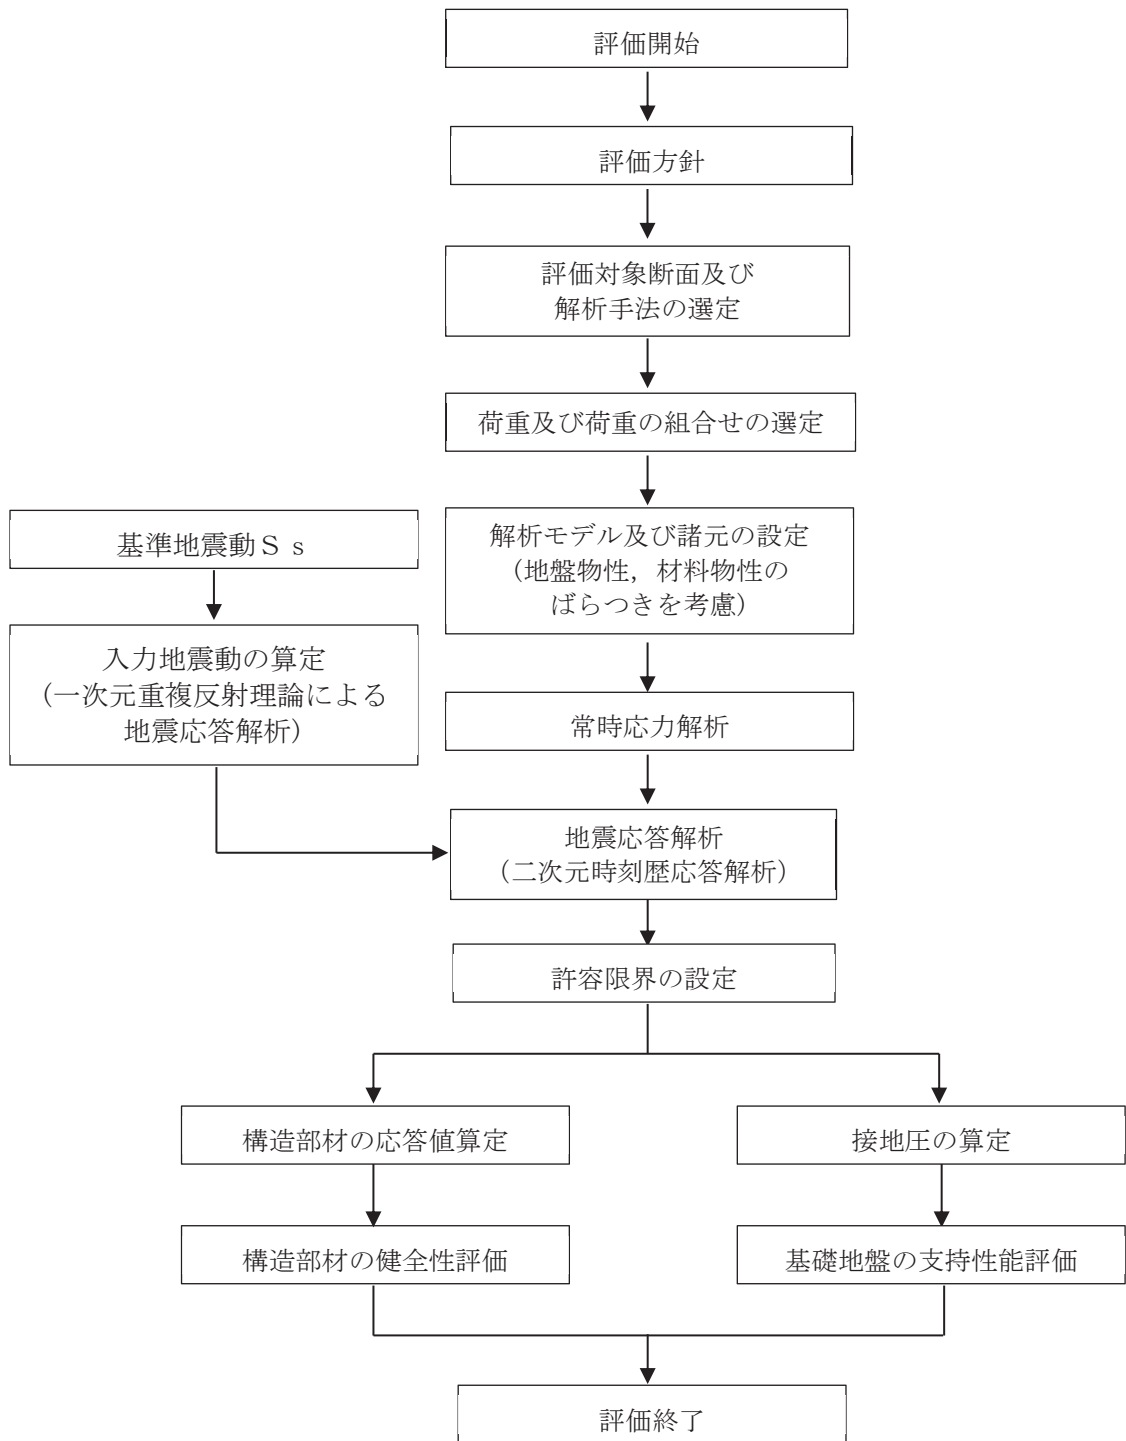 評価開始
評価方針
評価対象断面及び
解析手法の選定
荷重及び荷重の組合せの選定
基準地震動Ｓｓ
解析モデル及び諸元の設定
（地盤物性，材料物性の
ばらつきを考慮）
入力地震動の算定
（一次元重複反射理論による
地震応答解析）
常時応力解析
地震応答解析
（二次元時刻歴応答解析）
許容限界の設定
構造部材の応答値算定
接地圧の算定
構造部材の健全性評価
基礎地盤の支持性能評価
評価終了